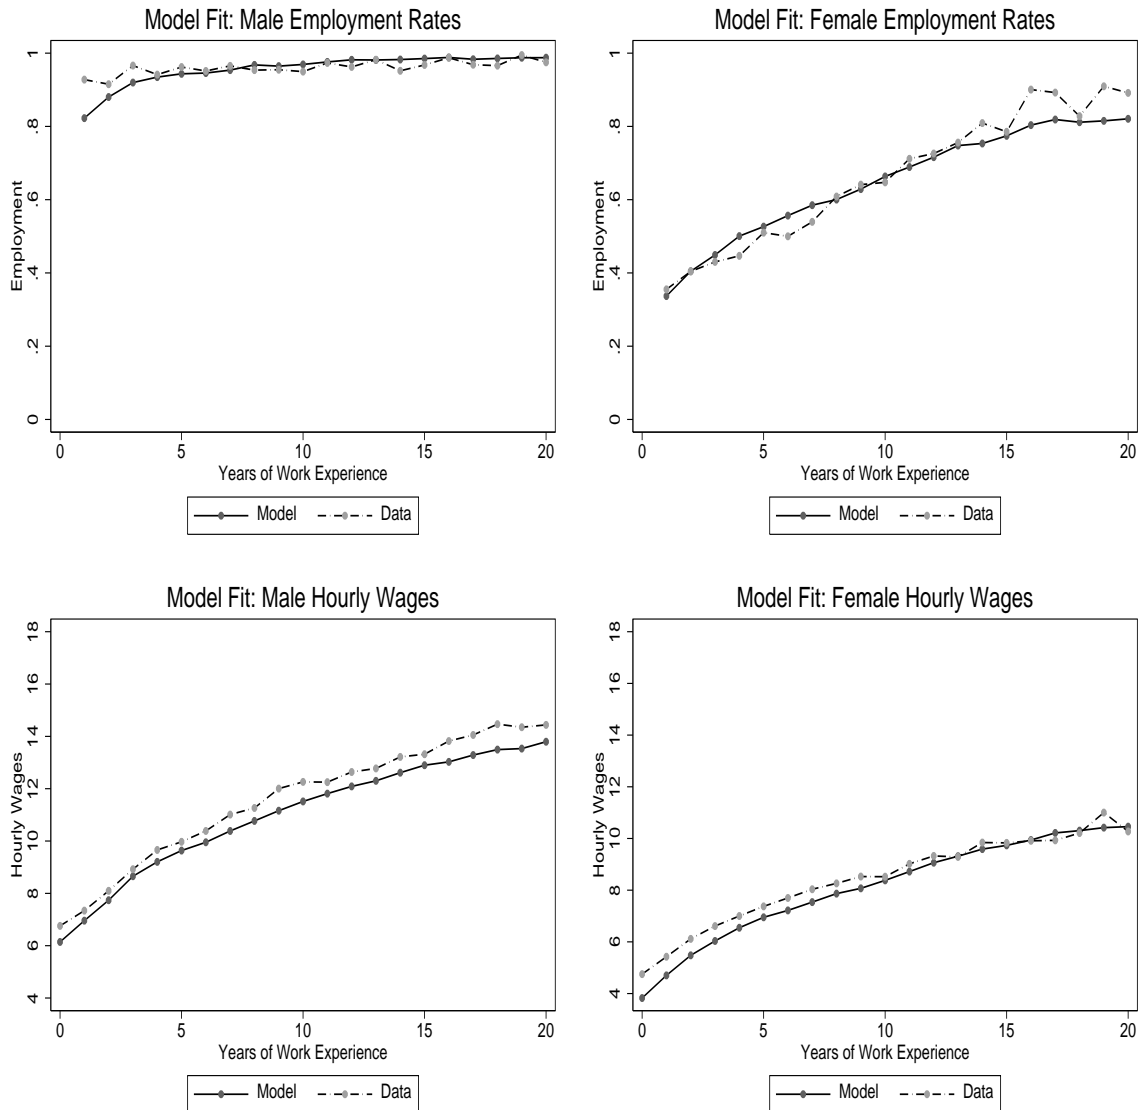 Model Fit: Male Employment Rates
Employment
0 .2 .4 .6 .8 1
0 5 10 15 20
Years of Work Experience
Model Data
Model Fit: Female Employment Rates
Employment
0 .2 .4 .6 .8 1
0 5 10 15 20
Years of Work Experience
Model Data
Model Fit: Male Hourly Wages
Hourly Wages
4 6 8 10 12 14 16 18
0 5 10 15 20
Years of Work Experience
Model Data
Model Fit: Female Hourly Wages
Hourly Wages
4 6 8 10 12 14 16 18
0 5 10 15 20
Years of Work Experience
Model Data